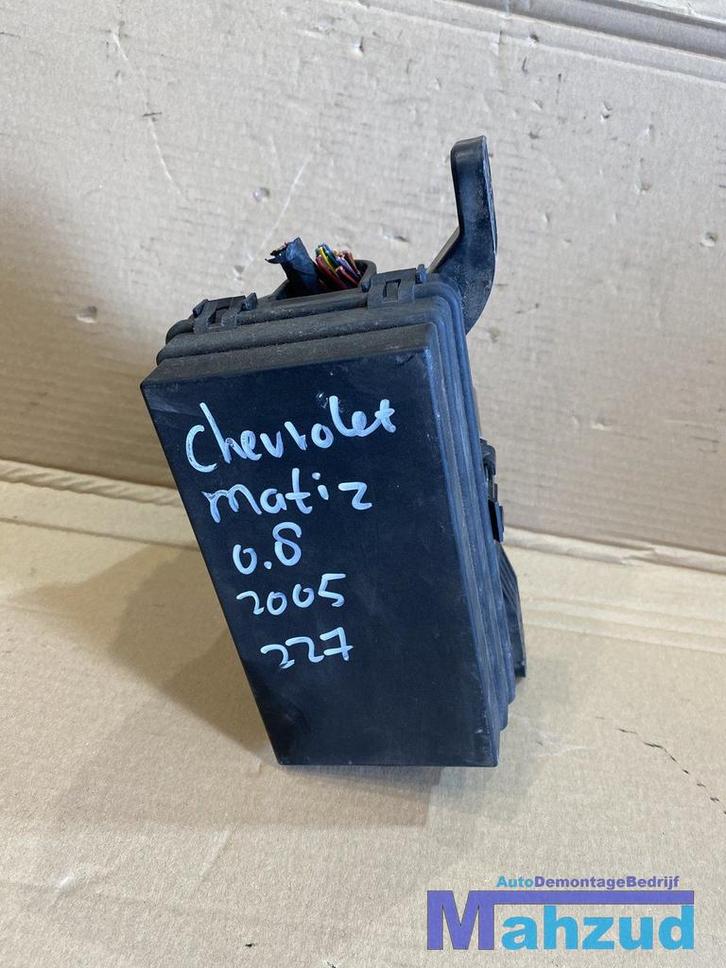 Chevrolet
matiz
0.8
2005
227
AutoDemontageBedrijf
Mahzud